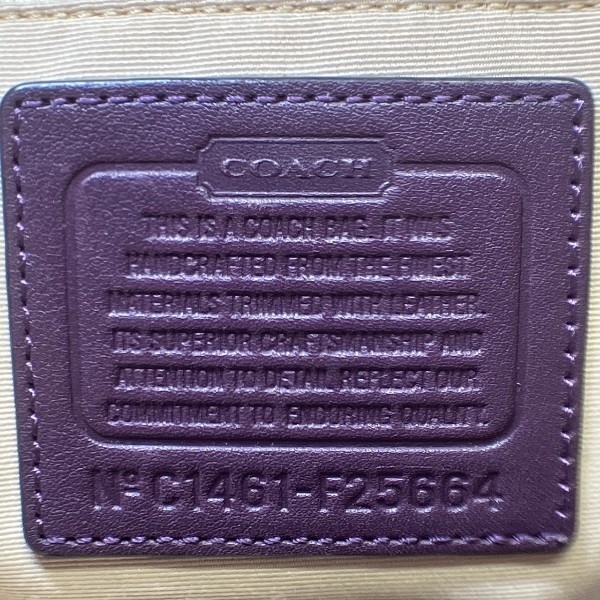 COACH
THIS IS A COACH BAG. IT WAS
HANDCRAFTED FROM THE FINEST
MATERIALS TRIMMED WITH LEATHER.
ITS SUPERIOR CRAFTSMANSHIP AND
ATTENTION TO DETAIL REFLECT OUR
COMMITMENT TO ENDURING QUALITY.
Nº C1461-F25664